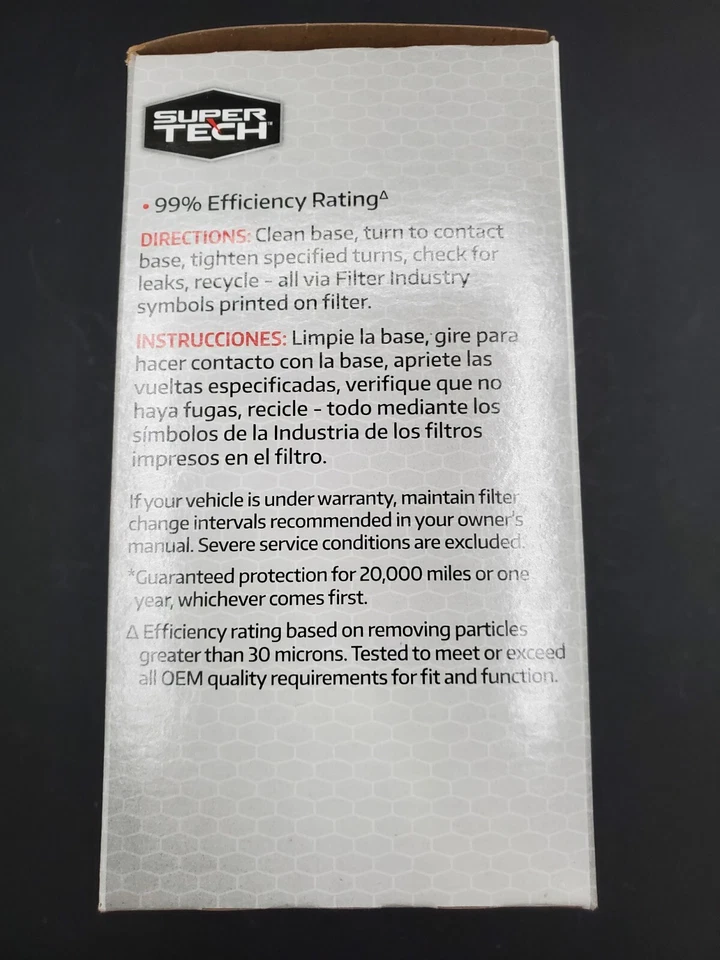 SUPER
TECH™
• 99% Efficiency RatingΔ
DIRECTIONS: Clean base, turn to contact
base, tighten specified turns, check for
leaks, recycle - all via Filter Industry
symbols printed on filter.
INSTRUCCIONES: Limpie la base, gire para
hacer contacto con la base, apriete las
vueltas especificadas, verifique que no
haya fugas, recicle - todo mediante los
símbolos de la Industria de los filtros
impresos en el filtro.
If your vehicle is under warranty, maintain filter
change intervals recommended in your owner's
manual. Severe service conditions are excluded.
*Guaranteed protection for 20,000 miles or one
year, whichever comes first.
Δ Efficiency rating based on removing particles
greater than 30 microns. Tested to meet or exceed
all OEM quality requirements for fit and function.